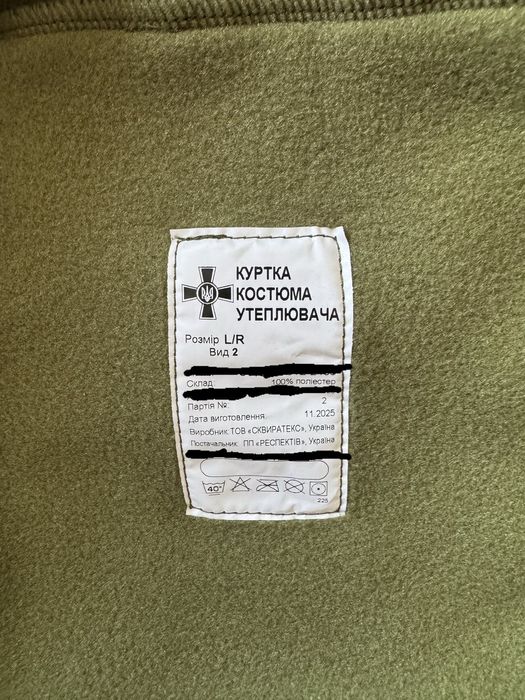 КУРТКА
КОСТЮМА
УТЕПЛЮВАЧА
Розмір L/R
Вид 2
Склад: 100% поліестер
Партія №: 2
Дата виготовлення: 11.2025
Виробник: ТОВ «СКВИРАТЕКС», Україна
Постачальник: ПП «РЕСПЕКТІВ», Україна
40°
225